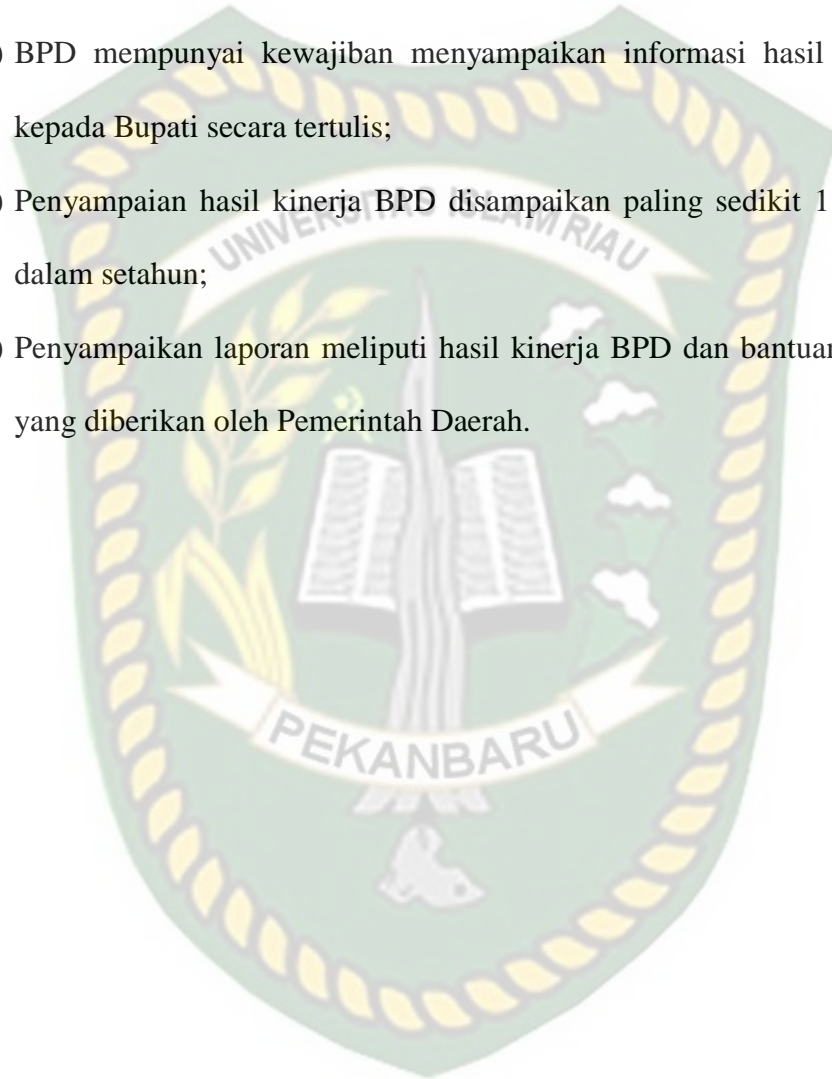 ) BPD mempunyai kewajiban menyampaikan informasi hasil
kepada Bupati secara tertulis;
) Penyampaian hasil kinerja BPD disampaikan paling sedikit 1
dalam setahun;
) Penyampaikan laporan meliputi hasil kinerja BPD dan bantuan
yang diberikan oleh Pemerintah Daerah.
UNIVERSITAS ISLAM RIAU
PEKANBARU